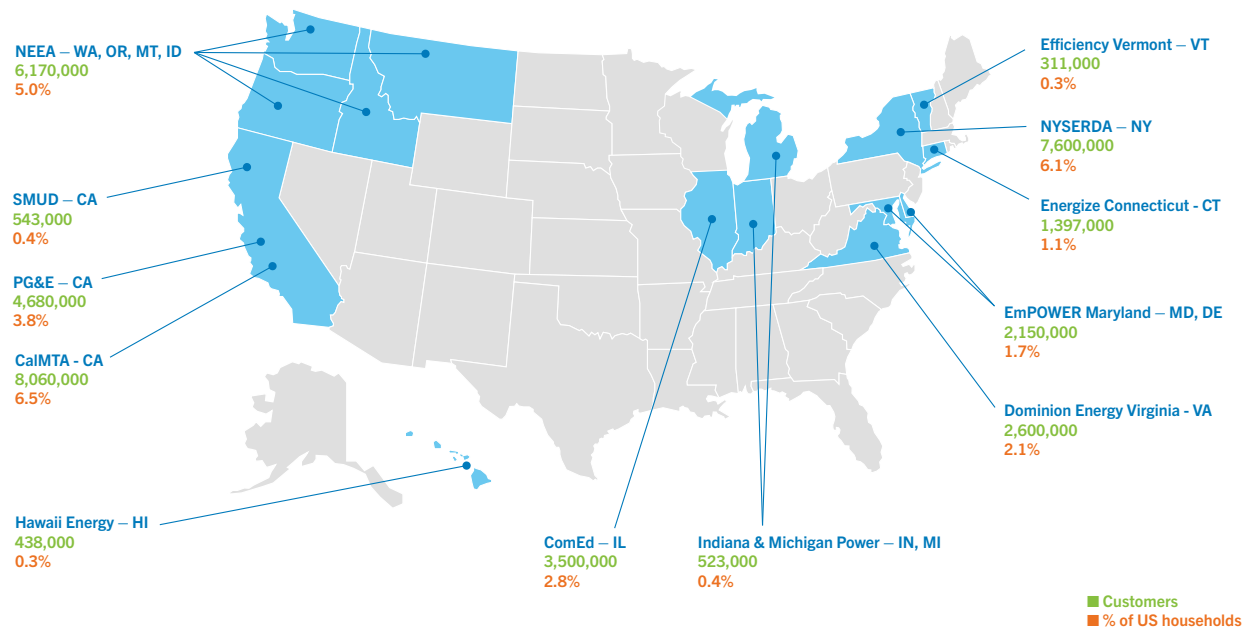 NEEA – WA, OR, MT, ID
6,170,000
5.0%
SMUD – CA
543,000
0.4%
PG&E – CA
4,680,000
3.8%
CalMTA - CA
8,060,000
6.5%
Hawaii Energy – HI
438,000
0.3%
ComEd – IL
3,500,000
2.8%
Indiana & Michigan Power – IN, MI
523,000
0.4%
Efficiency Vermont – VT
311,000
0.3%
NYSERDA – NY
7,600,000
6.1%
Energize Connecticut - CT
1,397,000
1.1%
EmPOWER Maryland – MD, DE
2,150,000
1.7%
Dominion Energy Virginia - VA
2,600,000
2.1%
Customers
% of US households